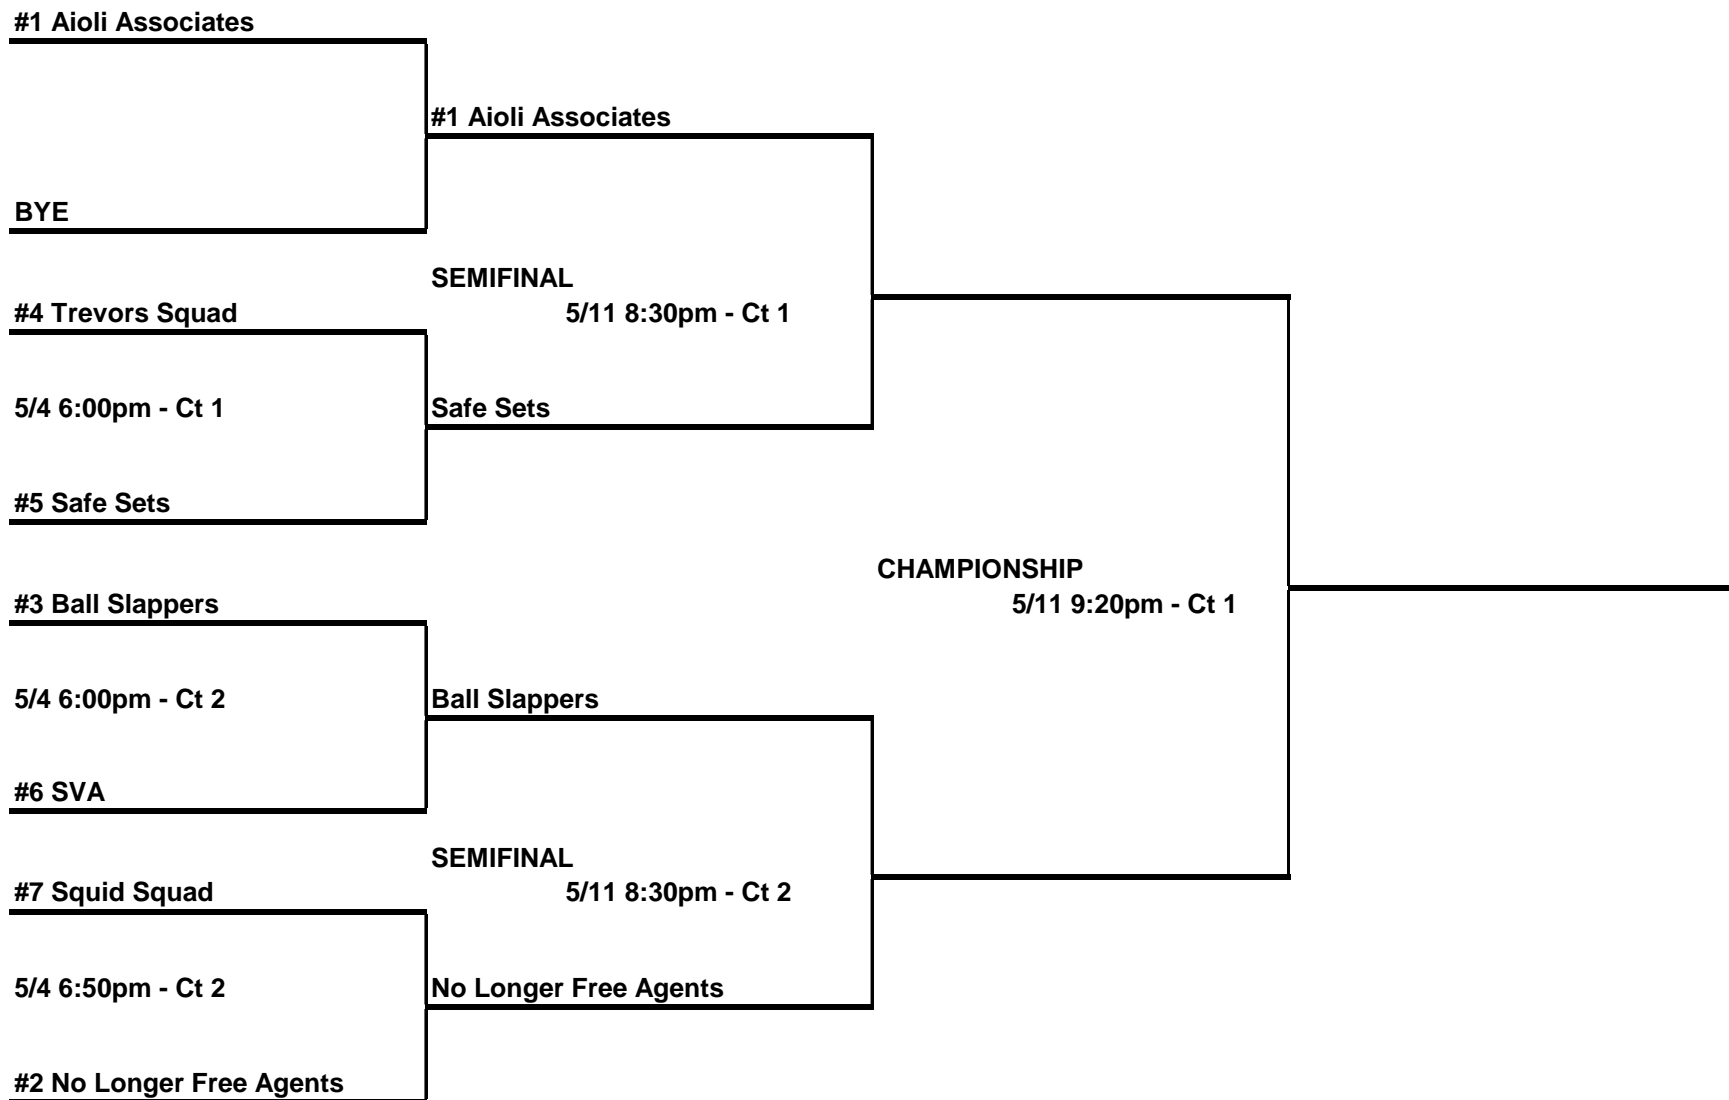 #1 Aioli Associates
#1 Aioli Associates
BYE
SEMIFINAL
#4 Trevors Squad
5/11 8:30pm - Ct 1
5/4 6:00pm - Ct 1
Safe Sets
#5 Safe Sets
CHAMPIONSHIP
#3 Ball Slappers
5/11 9:20pm - Ct 1
5/4 6:00pm - Ct 2
Ball Slappers
#6 SVA
SEMIFINAL
#7 Squid Squad
5/11 8:30pm - Ct 2
5/4 6:50pm - Ct 2
No Longer Free Agents
#2 No Longer Free Agents